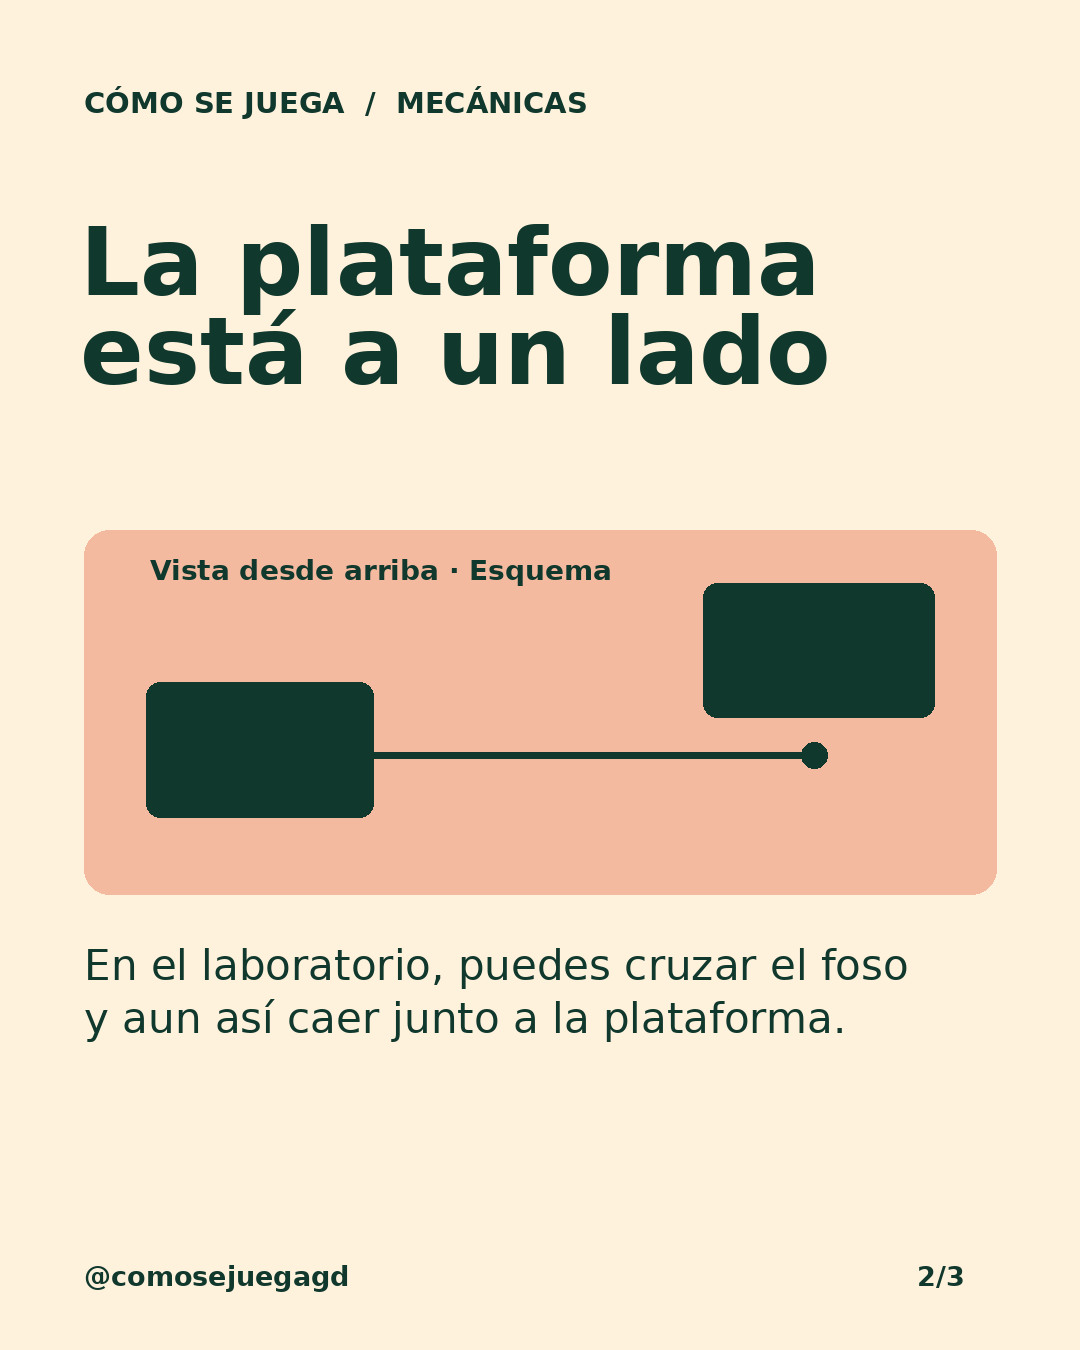 CÓMO SE JUEGA / MECÁNICAS
La plataforma
está a un lado
Vista desde arriba · Esquema
En el laboratorio, puedes cruzar el foso
y aun así caer junto a la plataforma.
@comosejuegagd
2/3